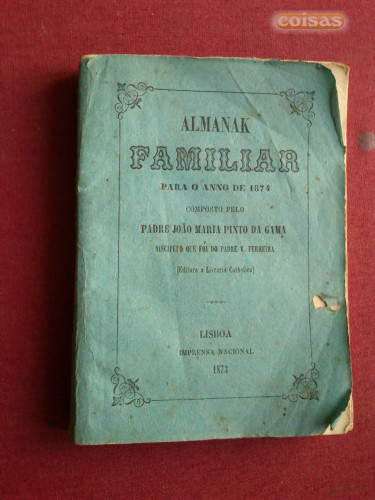 coisas
ALMANAK
FAMILIAR
PARA O ANNO DE 1874
COMPOSTO PELO
PADRE JOÃO MARIA PINTO DA GAMA
DISCIPULO QUE FOI DO PADRE V. FERREIRA
(Editora a Livraria Catholica)
LISBOA
IMPRENSA NACIONAL
1873